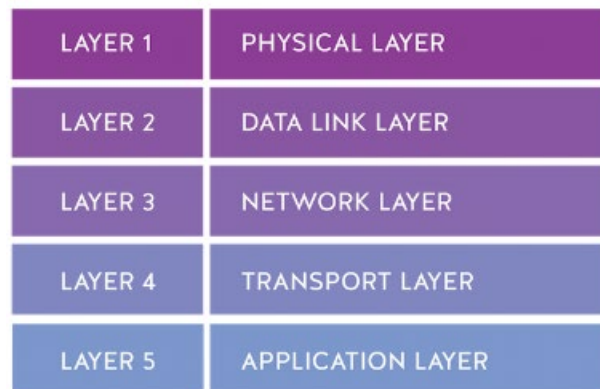 LAYER 1 PHYSICAL LAYER
LAYER 2 DATA LINK LAYER
LAYER 3 NETWORK LAYER
LAYER 4 TRANSPORT LAYER
LAYER 5 APPLICATION LAYER